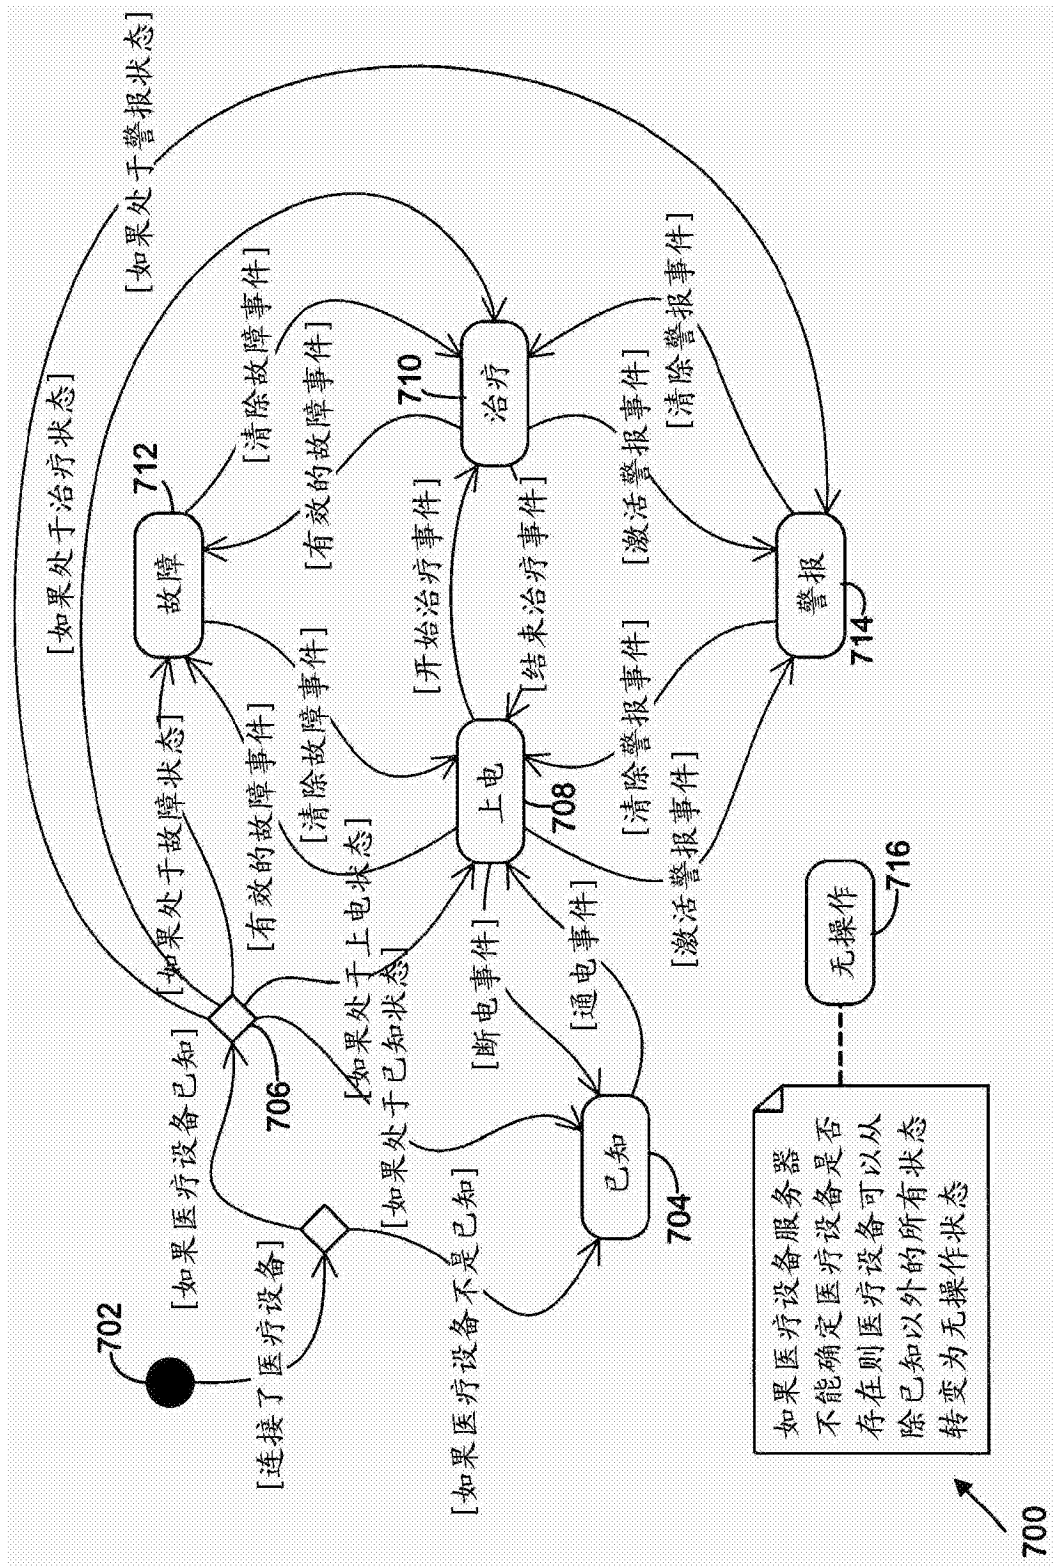 702
[连接了医疗设备]
[如果医疗设备已知]
706
[如果医疗设备不是已知]
[如果处于已知状态]
[如果处于上电状态]
[如果处于故障状态]
[如果处于治疗状态]
[如果处于警报状态]
已知
704
[断电事件]
[通电事件]
上电
708
[有效的故障事件]
[清除故障事件]
故障
712
[有效的故障事件]
[清除故障事件]
[开始治疗事件]
[结束治疗事件]
治疗
710
[清除警报事件]
[激活警报事件]
[激活警报事件]
[清除警报事件]
警报
714
无操作
716
如果医疗设备服务器
不能确定医疗设备是否
存在则医疗设备可以从
除已知以外的所有状态
转变为无操作状态
700